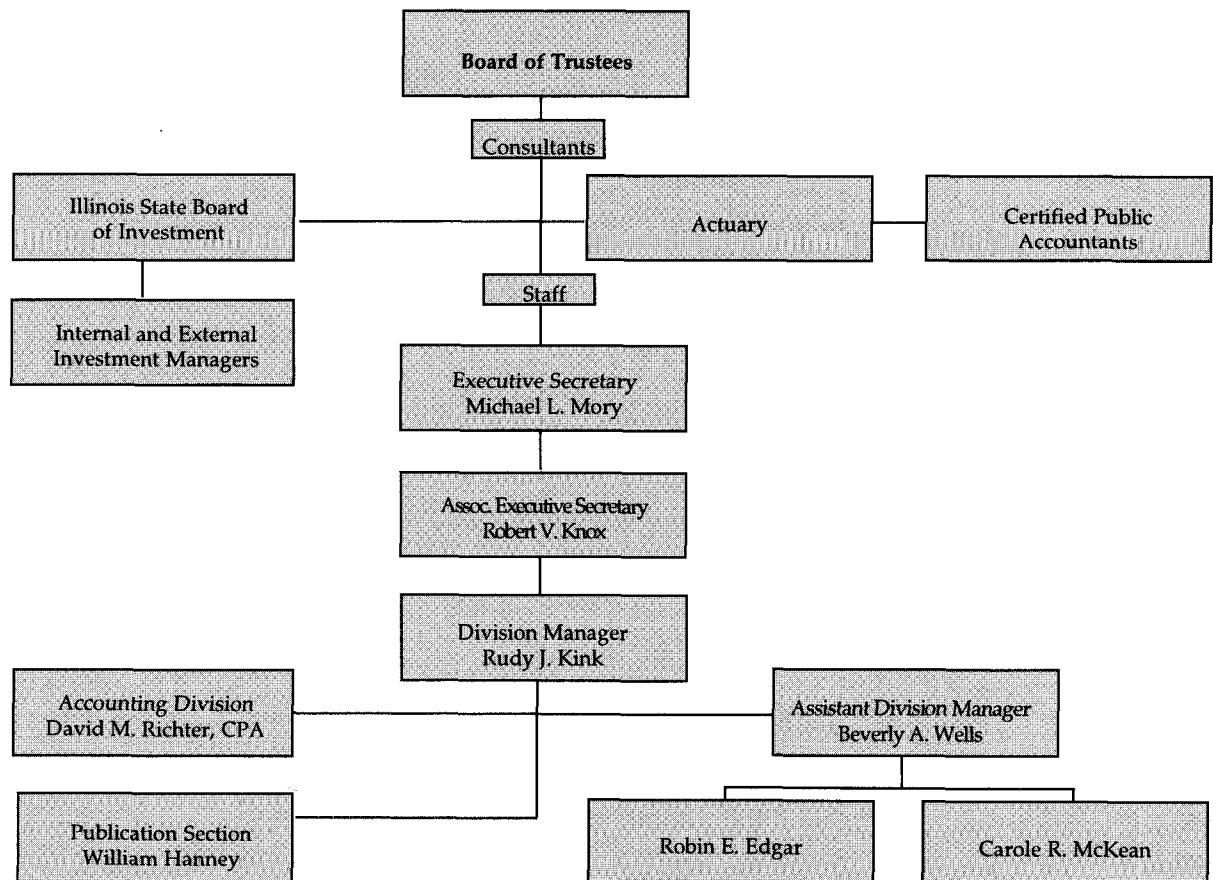 Board of Trustees
Consultants
Illinois State Board
of Investment
Actuary
Certified Public
Accountants
Staff
Internal and External
Investment Managers
Executive Secretary
Michael L. Mory
Assoc. Executive Secretary
Robert V. Knox
Division Manager
Rudy J. Kink
Accounting Division
David M. Richter, CPA
Assistant Division Manager
Beverly A. Wells
Publication Section
William Hanney
Robin E. Edgar
Carole R. McKean